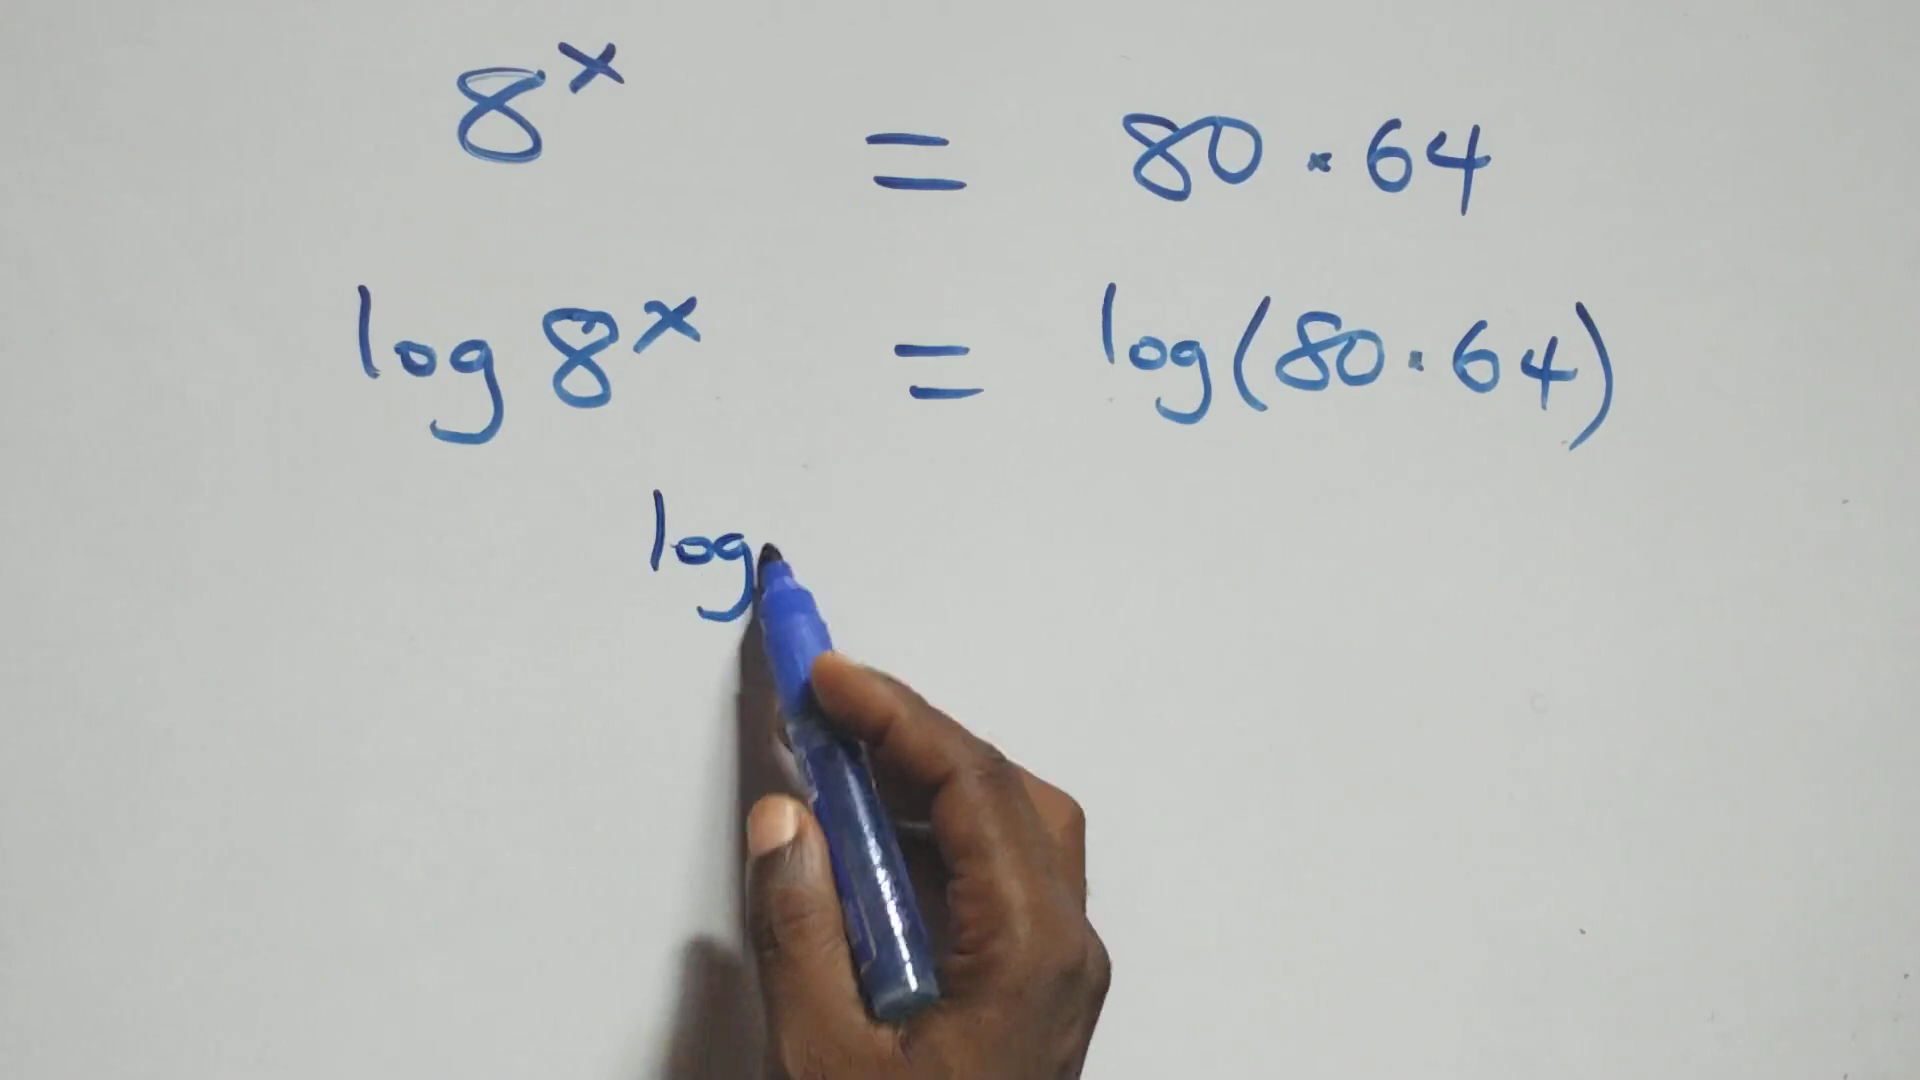 8^x = 80 · 64
log 8^x = log(80 · 64)
log